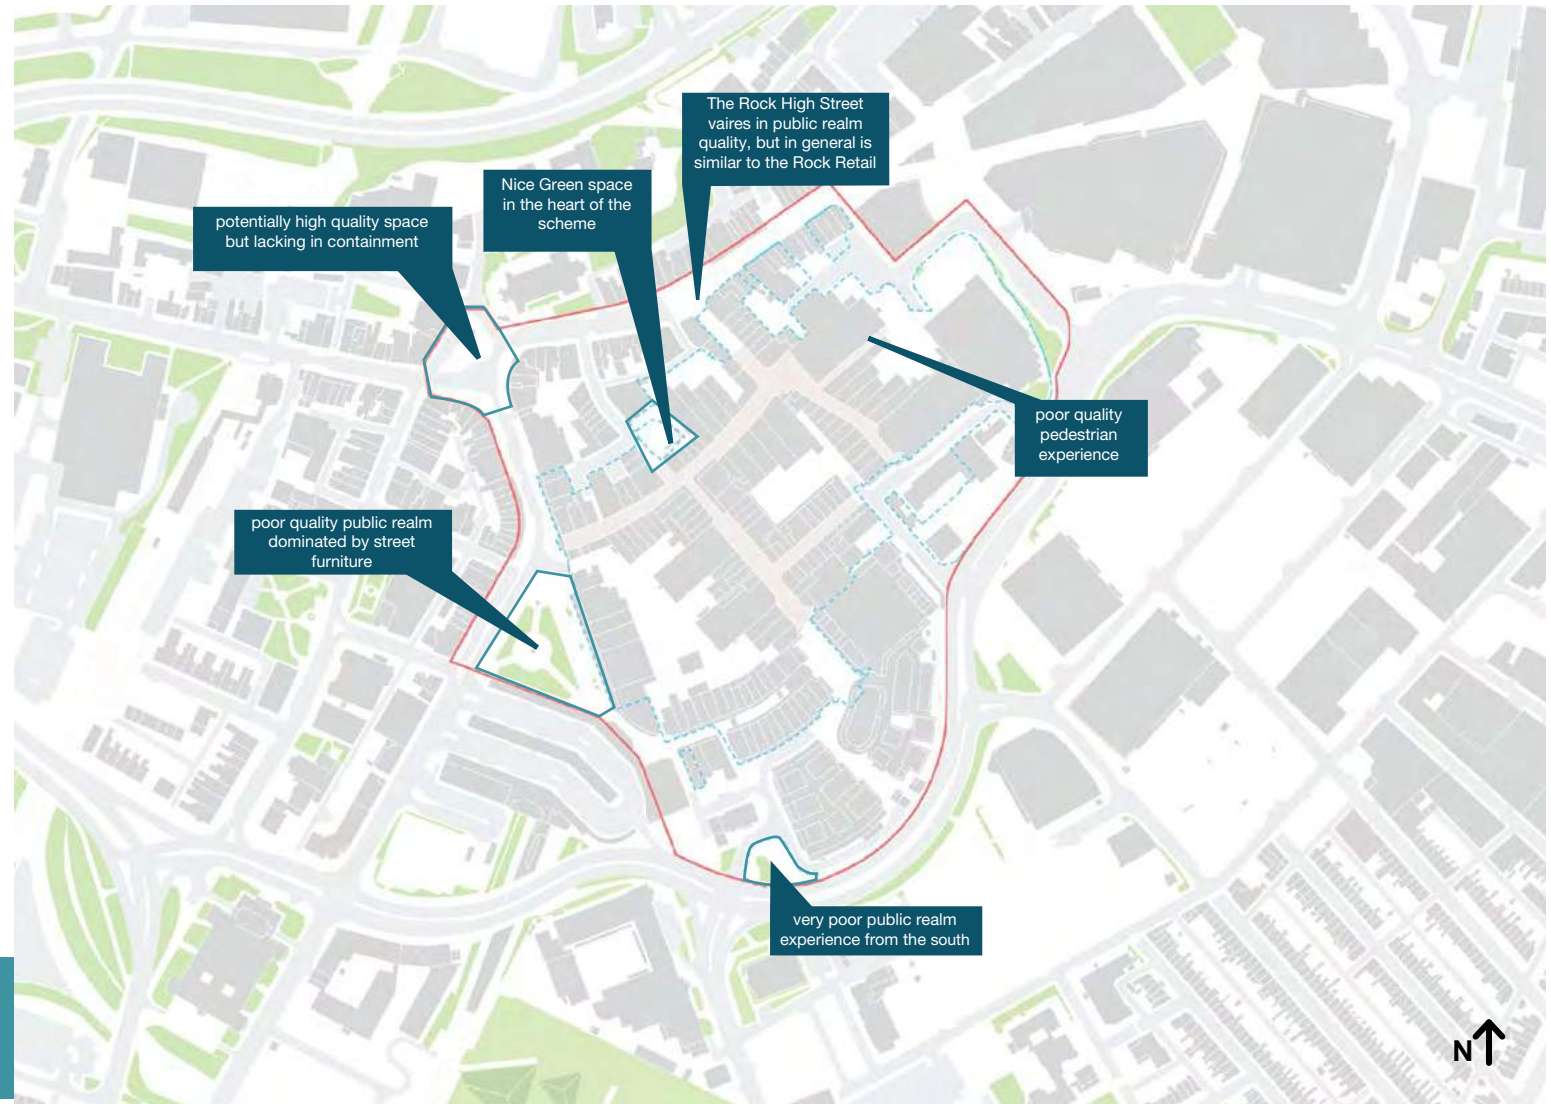 The Rock High Street
vaires in public realm
quality, but in general is
similar to the Rock Retail
Nice Green space
in the heart of the
scheme
potentially high quality space
but lacking in containment
poor quality
pedestrian
experience
poor quality public realm
dominated by street
furniture
very poor public realm
experience from the south
N